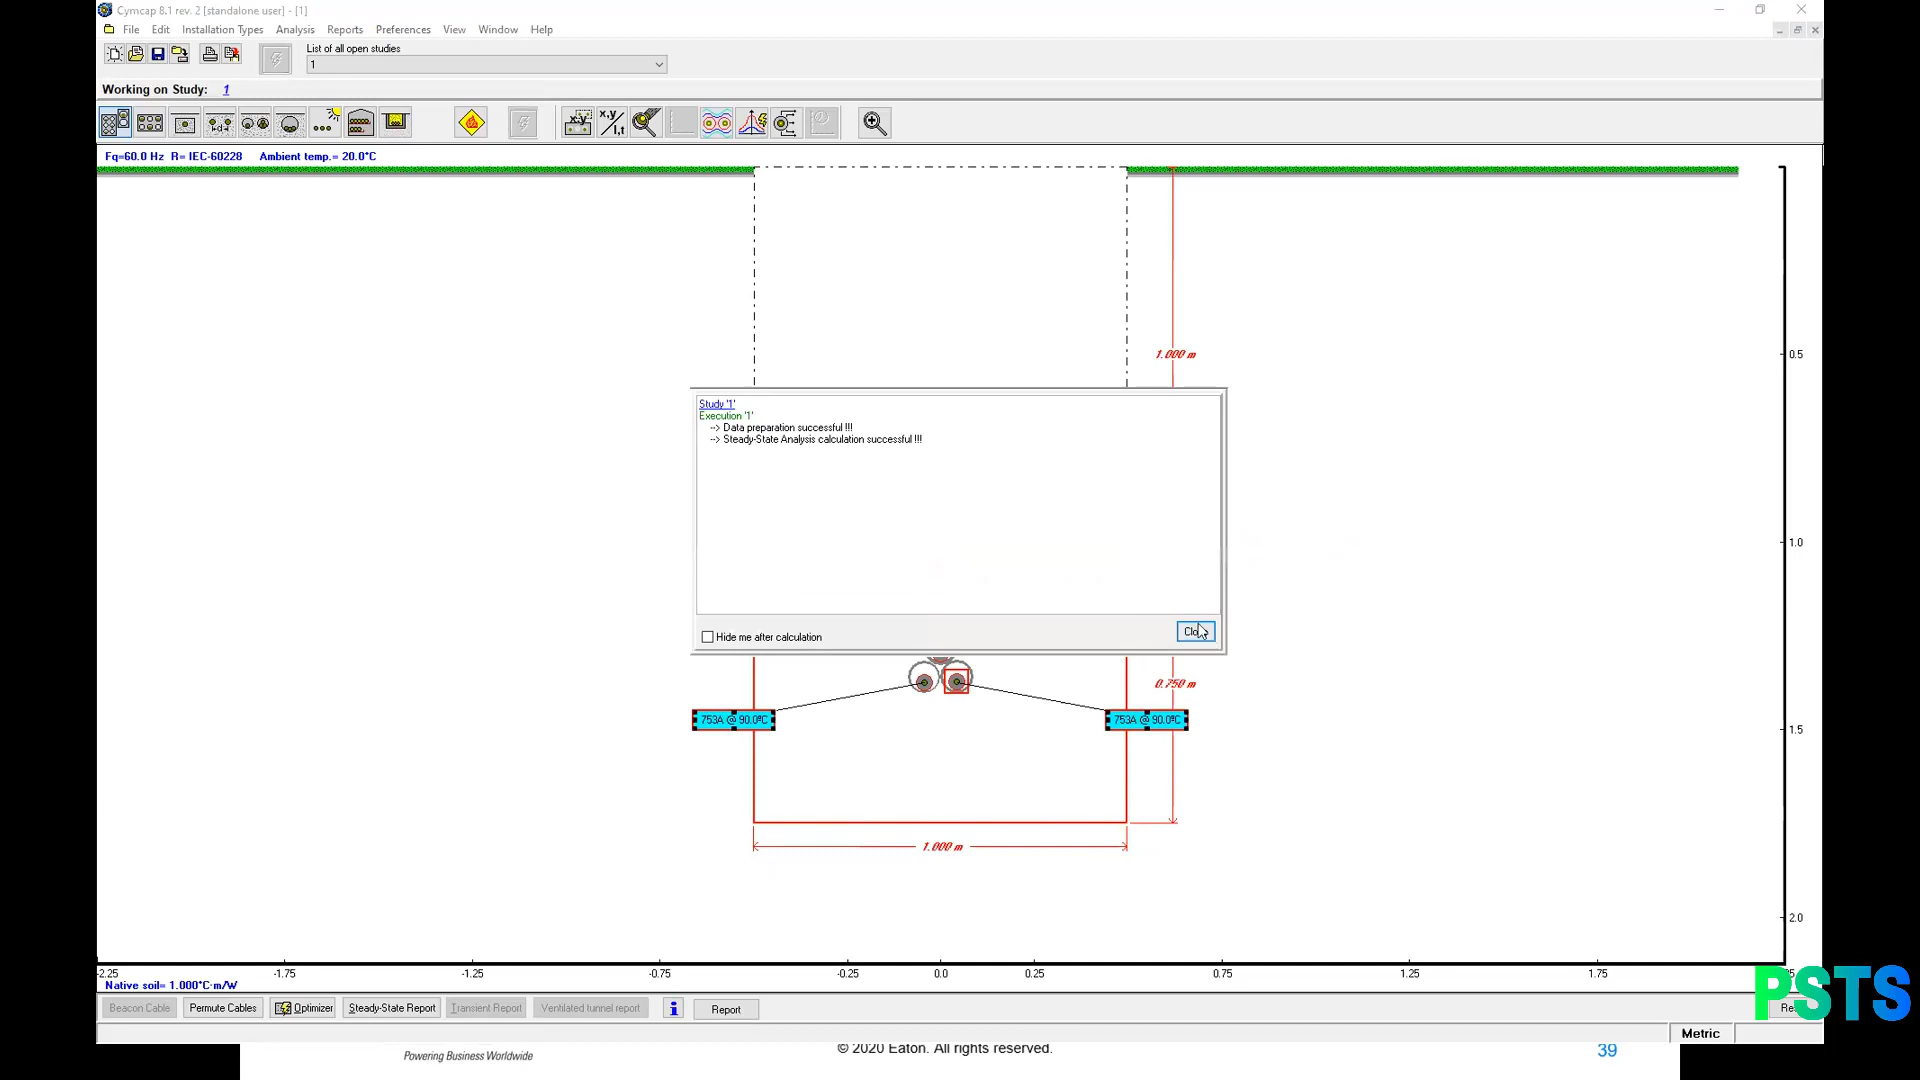 Cymcap 8.1 rev. 2 [standalone user] - [1]
File Edit Installation Types Analysis Reports Preferences View Window Help
List of all open studies
1
Working on Study: 1
x,y x,y
I,t
d
Fq=60.0 Hz R= IEC-60228 Ambient temp.= 20.0°C
1.000 m
0.5
Study '1'
Execution '1'
--> Data preparation successful !!!
--> Steady-State Analysis calculation successful !!!
1.0
Hide me after calculation
0.750 m
753A @ 90.0ºC 753A @ 90.0ºC
1.5
1.000 m
2.0
-2.25 -1.75 -1.25 -0.75 -0.25 0.0 0.25 0.75 1.25 1.75
Native soil= 1.000°C·m/W
Beacon Cable Permute Cables Optimizer Steady-State Report Transient Report Ventilated tunnel report i Report
PSTS
Metric
Powering Business Worldwide
© 2020 Eaton. All rights reserved.
39